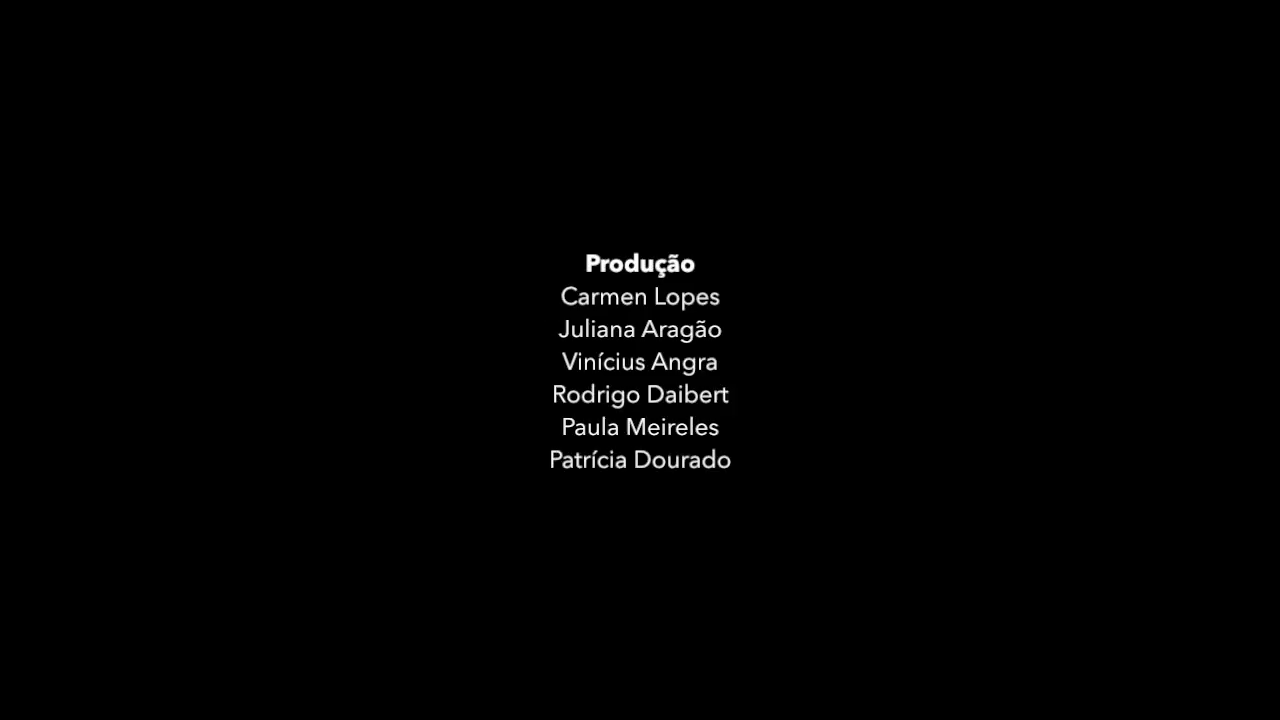 Produção
Carmen Lopes
Juliana Aragão
Vinícius Angra
Rodrigo Daibert
Paula Meireles
Patrícia Dourado